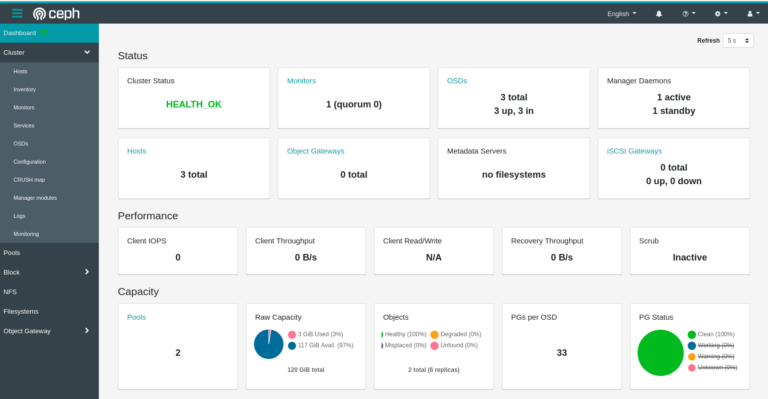 ceph
English
Dashboard
Cluster
Hosts
Inventory
Monitors
Services
OSDs
Configuration
CRUSH map
Manager modules
Logs
Monitoring
Pools
Block
NFS
Filesystems
Object Gateway
Refresh 5 s
Status
Cluster Status
HEALTH_OK
Monitors
1 (quorum 0)
OSDs
3 total
3 up, 3 in
Manager Daemons
1 active
1 standby
Hosts
3 total
Object Gateways
0 total
Metadata Servers
no filesystems
iSCSI Gateways
0 total
0 up, 0 down
Performance
Client IOPS
0
Client Throughput
0 B/s
Client Read/Write
N/A
Recovery Throughput
0 B/s
Scrub
Inactive
Capacity
Pools
2
Raw Capacity
3 GiB Used (3%)
117 GiB Avail. (97%)
120 GiB total
Objects
Healthy (100%) Degraded (0%)
Misplaced (0%) Unfound (0%)
2 total (6 replicas)
PGs per OSD
33
PG Status
Clean (100%)
Working (0%)
Warning (0%)
Unknown (0%)